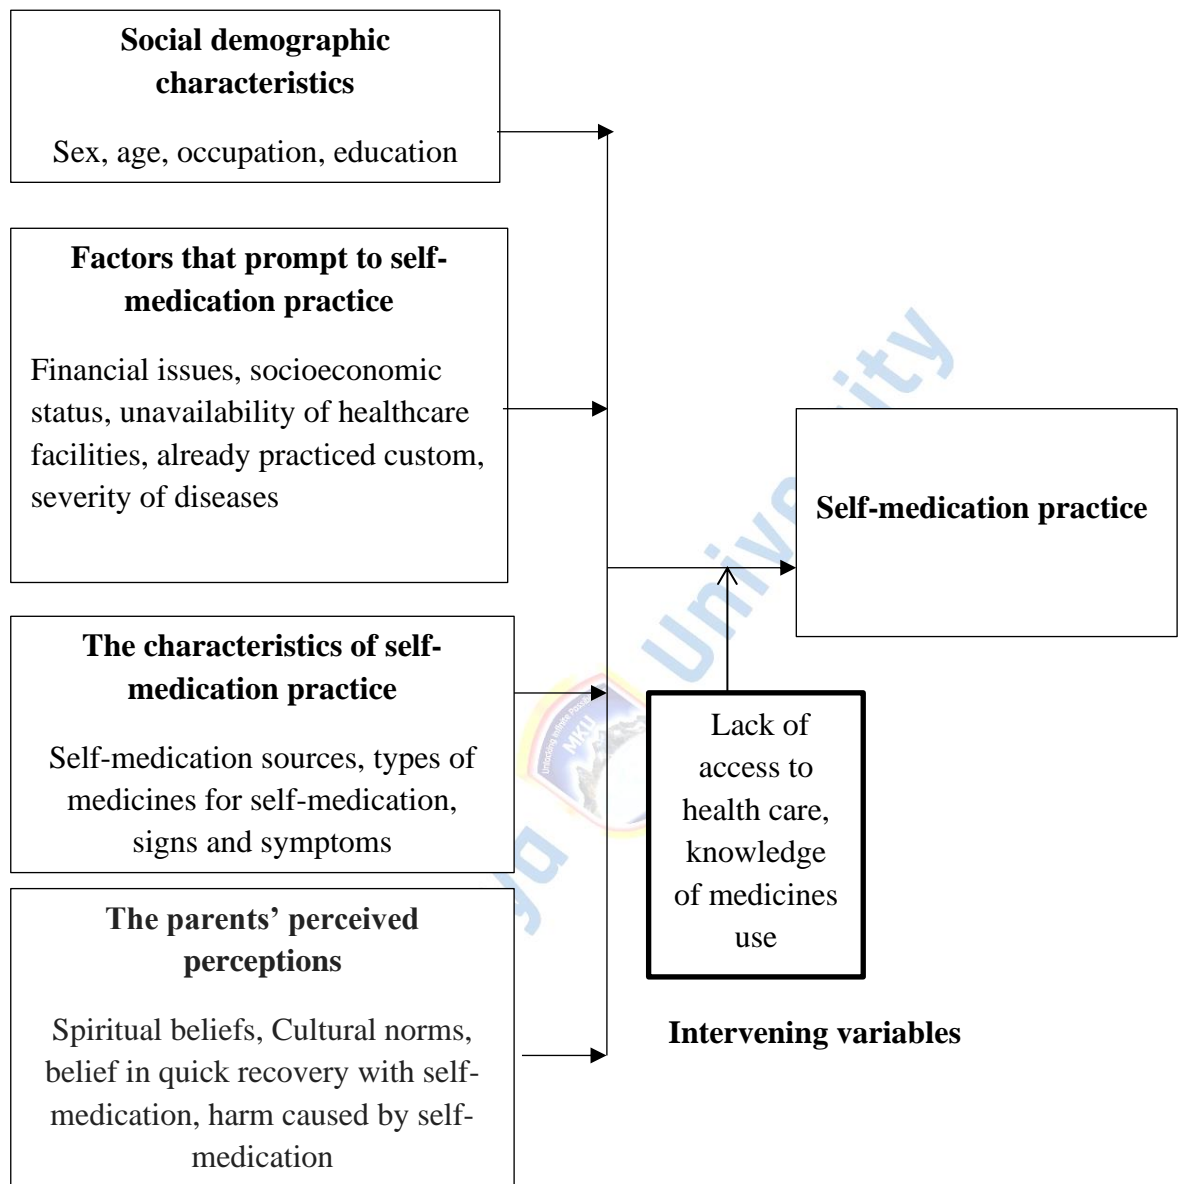 Social demographic
characteristics
Sex, age, occupation, education
Factors that prompt to self-
medication practice
Financial issues, socioeconomic
status, unavailability of healthcare
facilities, already practiced custom,
severity of diseases
Self-medication practice
The characteristics of self-
medication practice
Self-medication sources, types of
medicines for self-medication,
signs and symptoms
Lack of
access to
health care,
knowledge
of medicines
use
The parents’ perceived
perceptions
Spiritual beliefs, Cultural norms,
belief in quick recovery with self-
medication, harm caused by self-
medication
Intervening variables
ya University
MKU